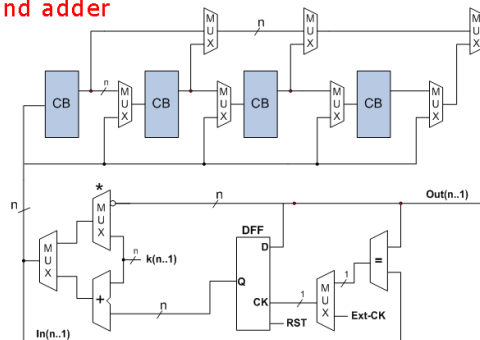 nd adder
MUX n MUX MUX
CB n MUX CB MUX CB MUX CB MUX
n
* MUX n Out(n..1)
MUX n k(n..1)
DFF
D
=
+ n Q
CK 1 MUX 1
Ext-CK
RST
In(n..1)